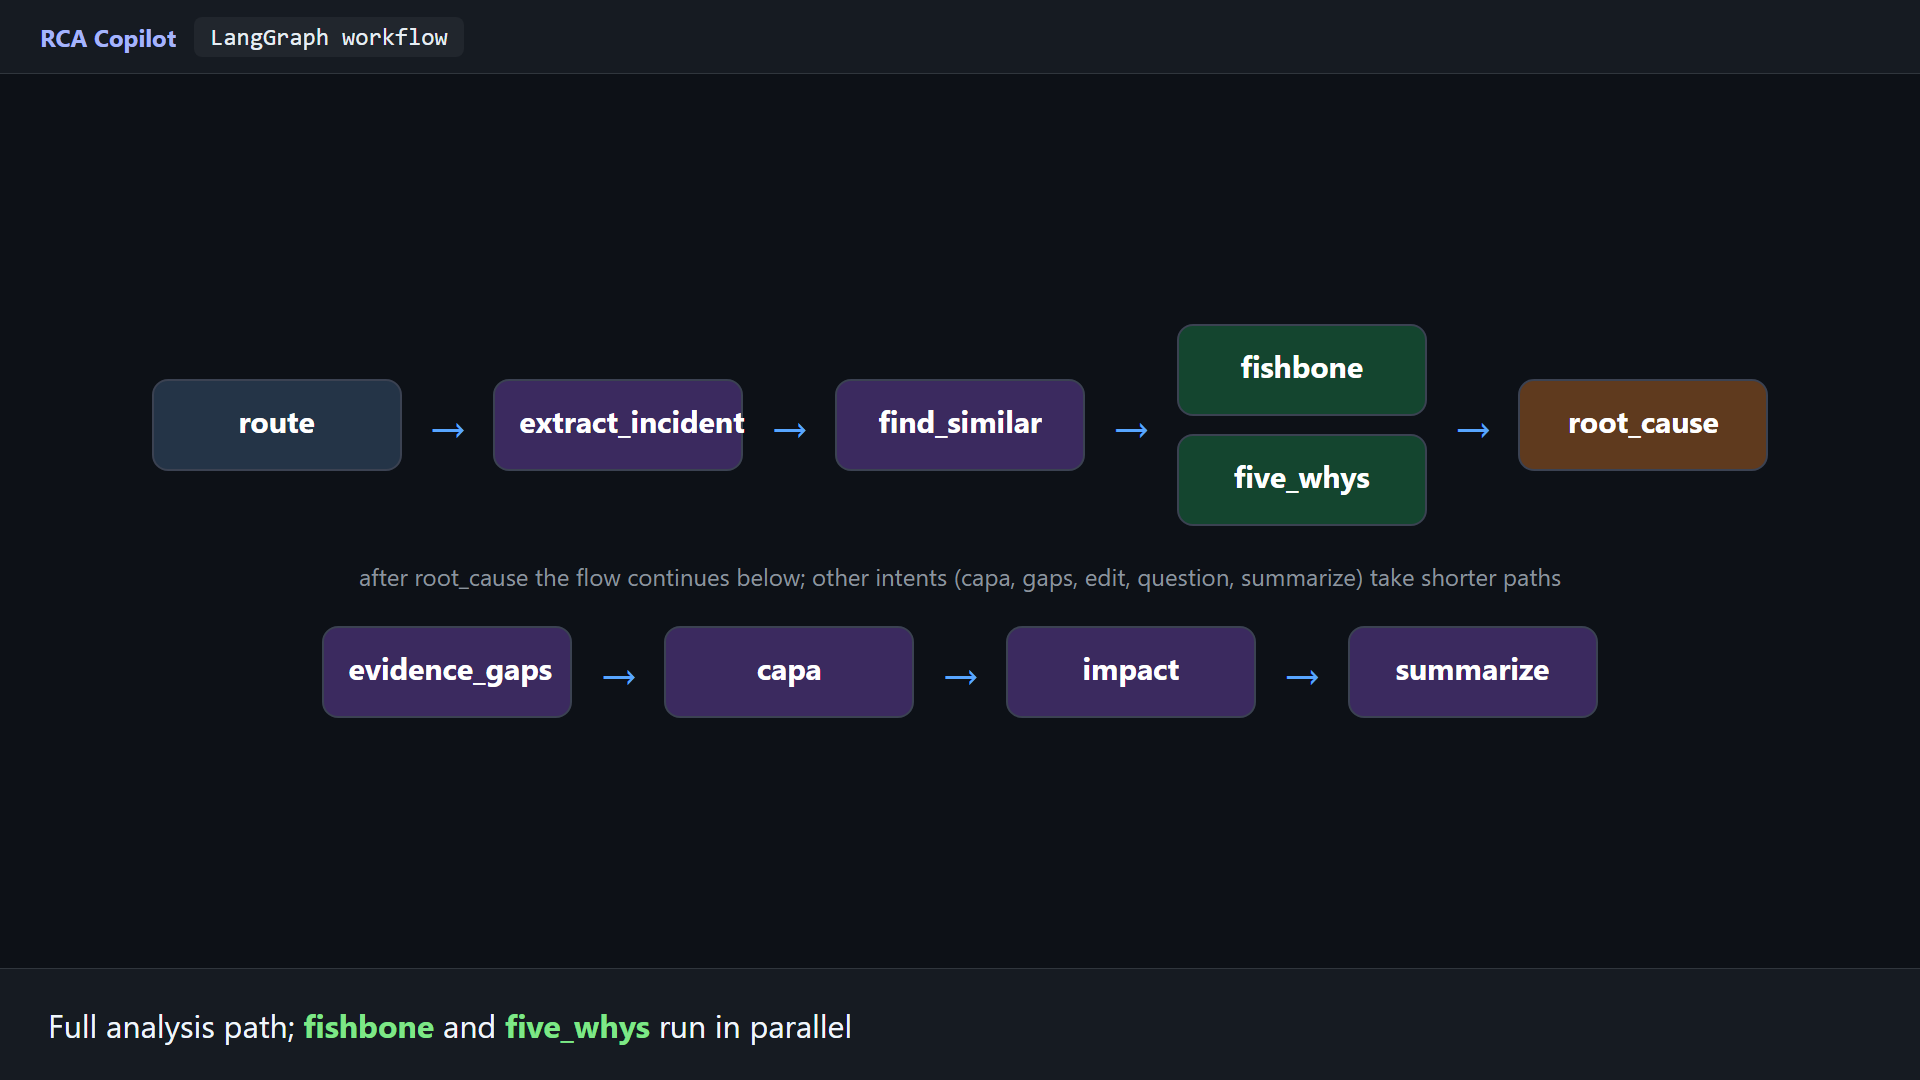 RCA Copilot LangGraph workflow
route → extract_incident → find_similar → fishbone → root_cause
five_whys
after root_cause the flow continues below; other intents (capa, gaps, edit, question, summarize) take shorter paths
evidence_gaps → capa → impact → summarize
Full analysis path; fishbone and five_whys run in parallel